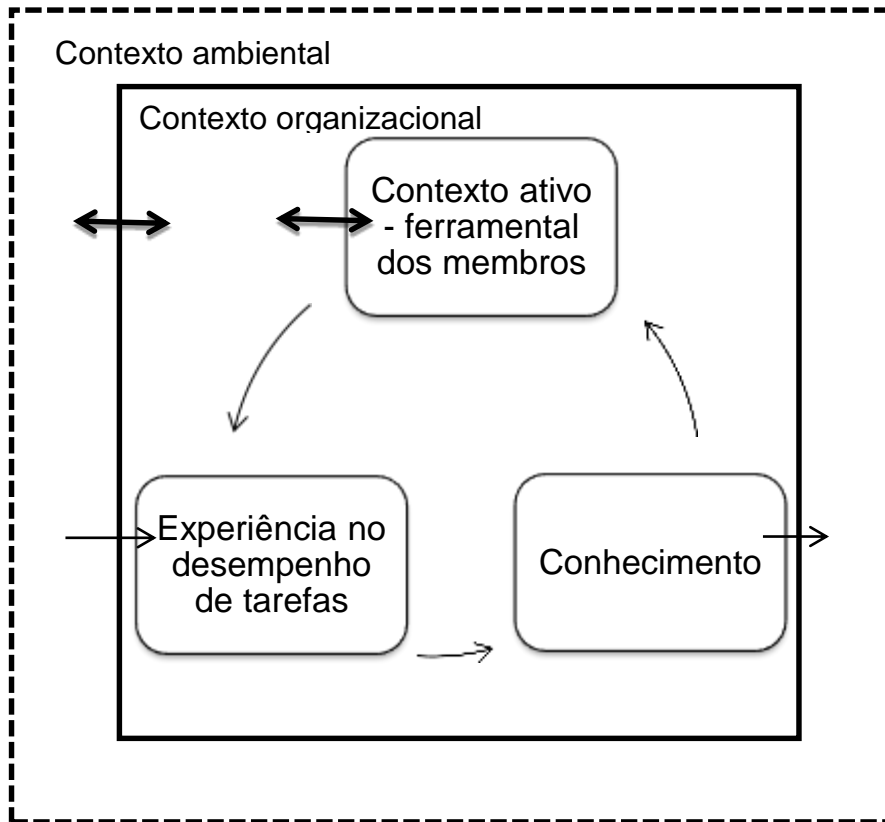 Contexto ambiental
Contexto organizacional
Contexto ativo
- ferramental
dos membros
Experiência no
desempenho
de tarefas
Conhecimento